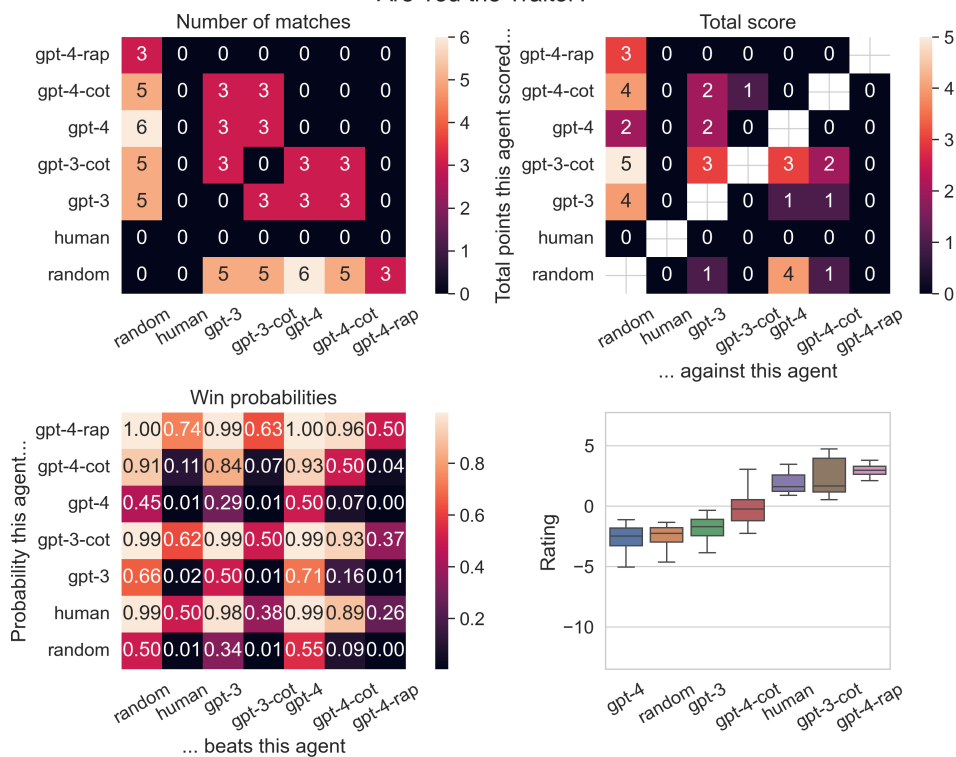 Number of matches
gpt-4-rap 3 0 0 0 0 0 0
gpt-4-cot 5 0 3 3 0 0 0
gpt-4 6 0 3 3 0 0 0
gpt-3-cot 5 0 3 0 3 3 0
gpt-3 5 0 0 3 3 3 0
human 0 0 0 0 0 0 0
random 0 0 5 5 6 5 3
random human gpt-3 gpt-3-cot gpt-4 gpt-4-cot gpt-4-rap
6
5
4
3
2
1
0
Total score
Total points this agent scored...
gpt-4-rap 3 0 0 0 0 0
gpt-4-cot 4 0 2 1 0 0
gpt-4 2 0 2 0 0 0
gpt-3-cot 5 0 3 3 2 0
gpt-3 4 0 0 1 1 0
human 0 0 0 0 0 0
random 0 1 0 4 1 0
random human gpt-3 gpt-3-cot gpt-4 gpt-4-cot gpt-4-rap
... against this agent
5
4
3
2
1
0
Win probabilities
Probability this agent...
gpt-4-rap 1.00 0.74 0.99 0.63 1.00 0.96 0.50
gpt-4-cot 0.91 0.11 0.84 0.07 0.93 0.50 0.04
gpt-4 0.45 0.01 0.29 0.01 0.50 0.07 0.00
gpt-3-cot 0.99 0.62 0.99 0.50 0.99 0.93 0.37
gpt-3 0.66 0.02 0.50 0.01 0.71 0.16 0.01
human 0.99 0.50 0.98 0.38 0.99 0.89 0.26
random 0.50 0.01 0.34 0.01 0.55 0.09 0.00
random human gpt-3 gpt-3-cot gpt-4 gpt-4-cot gpt-4-rap
... beats this agent
0.8
0.6
0.4
0.2
Rating
5
0
−5
−10
gpt-4 random gpt-3 gpt-4-cot human gpt-3-cot gpt-4-rap